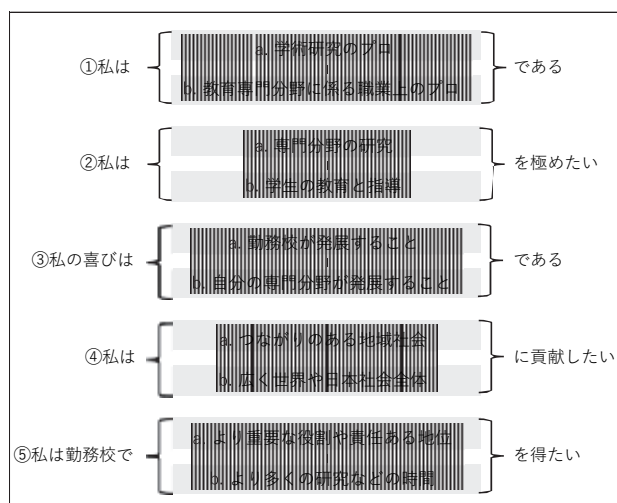 a. 学術研究のプロ
①私は
である
b. 教育専門分野に係る職業上のプロ
a. 専門分野の研究
②私は
を極めたい
b. 学生の教育と指導
a. 勤務校が発展すること
③私の喜びは
である
b. 自分の専門分野が発展すること
a. つながりのある地域社会
④私は
に貢献したい
b. 広く世界や日本社会全体
a. より重要な役割や責任ある地位
⑤私は勤務校で
を得たい
b. より多くの研究などの時間